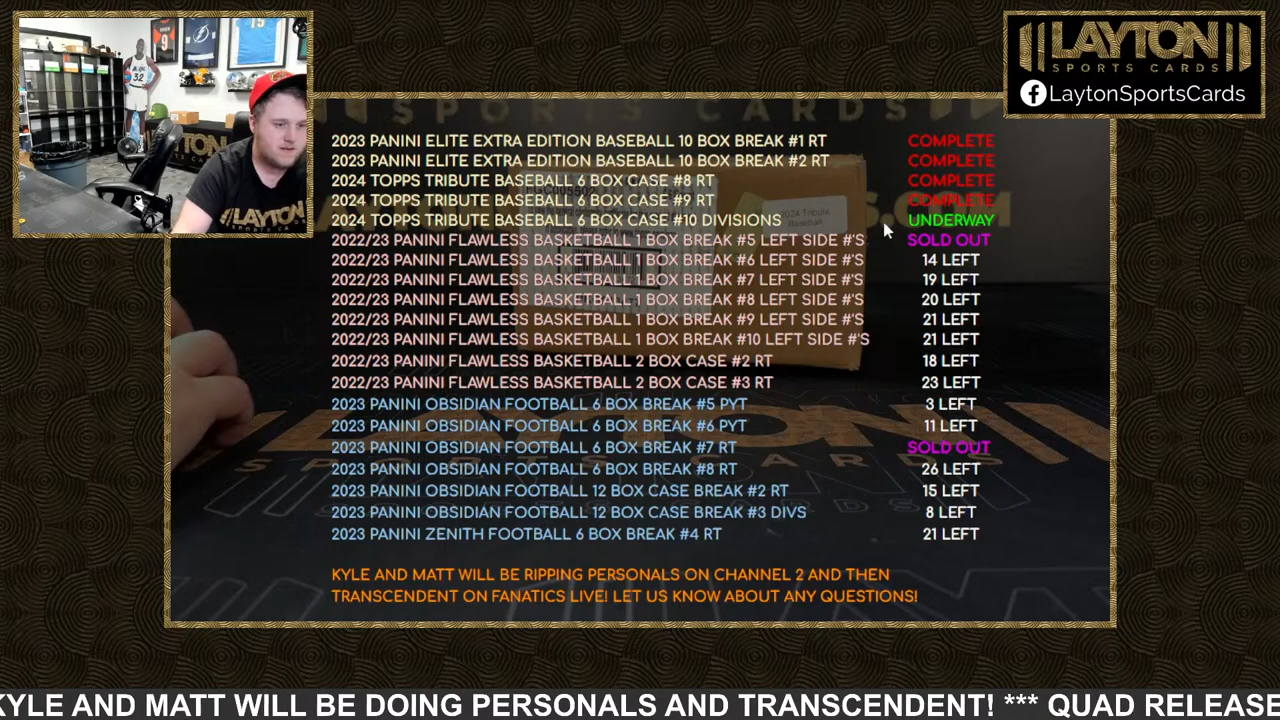 LAYTON
SPORTS CARDS
LaytonSportsCards
2023 PANINI ELITE EXTRA EDITION BASEBALL 10 BOX BREAK #1 RT COMPLETE
2023 PANINI ELITE EXTRA EDITION BASEBALL 10 BOX BREAK #2 RT COMPLETE
2024 TOPPS TRIBUTE BASEBALL 6 BOX CASE #8 RT COMPLETE
2024 TOPPS TRIBUTE BASEBALL 6 BOX CASE #9 RT COMPLETE
2024 TOPPS TRIBUTE BASEBALL 6 BOX CASE #10 DIVISIONS UNDERWAY
2022/23 PANINI FLAWLESS BASKETBALL 1 BOX BREAK #5 LEFT SIDE #'S SOLD OUT
2022/23 PANINI FLAWLESS BASKETBALL 1 BOX BREAK #6 LEFT SIDE #'S 14 LEFT
2022/23 PANINI FLAWLESS BASKETBALL 1 BOX BREAK #7 LEFT SIDE #'S 19 LEFT
2022/23 PANINI FLAWLESS BASKETBALL 1 BOX BREAK #8 LEFT SIDE #'S 20 LEFT
2022/23 PANINI FLAWLESS BASKETBALL 1 BOX BREAK #9 LEFT SIDE #'S 21 LEFT
2022/23 PANINI FLAWLESS BASKETBALL 1 BOX BREAK #10 LEFT SIDE #'S 21 LEFT
2022/23 PANINI FLAWLESS BASKETBALL 2 BOX CASE #2 RT 18 LEFT
2022/23 PANINI FLAWLESS BASKETBALL 2 BOX CASE #3 RT 23 LEFT
2023 PANINI OBSIDIAN FOOTBALL 6 BOX BREAK #5 PYT 3 LEFT
2023 PANINI OBSIDIAN FOOTBALL 6 BOX BREAK #6 PYT 11 LEFT
2023 PANINI OBSIDIAN FOOTBALL 6 BOX BREAK #7 RT SOLD OUT
2023 PANINI OBSIDIAN FOOTBALL 6 BOX BREAK #8 RT 26 LEFT
2023 PANINI OBSIDIAN FOOTBALL 12 BOX CASE BREAK #2 RT 15 LEFT
2023 PANINI OBSIDIAN FOOTBALL 12 BOX CASE BREAK #3 DIVS 8 LEFT
2023 PANINI ZENITH FOOTBALL 6 BOX BREAK #4 RT 21 LEFT
KYLE AND MATT WILL BE RIPPING PERSONALS ON CHANNEL 2 AND THEN
TRANSCENDENT ON FANATICS LIVE! LET US KNOW ABOUT ANY QUESTIONS!
KYLE AND MATT WILL BE DOING PERSONALS AND TRANSCENDENT! *** QUAD RELEASE